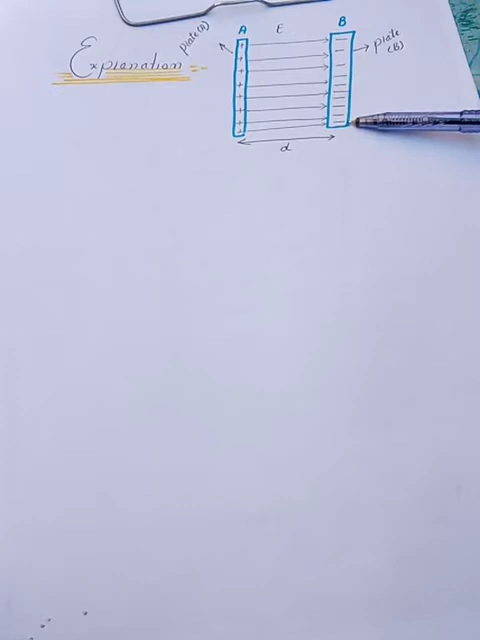 Explanation :-
plate(A)
A
E
B
plate
(B)
+
+
+
+
+
+
+
d